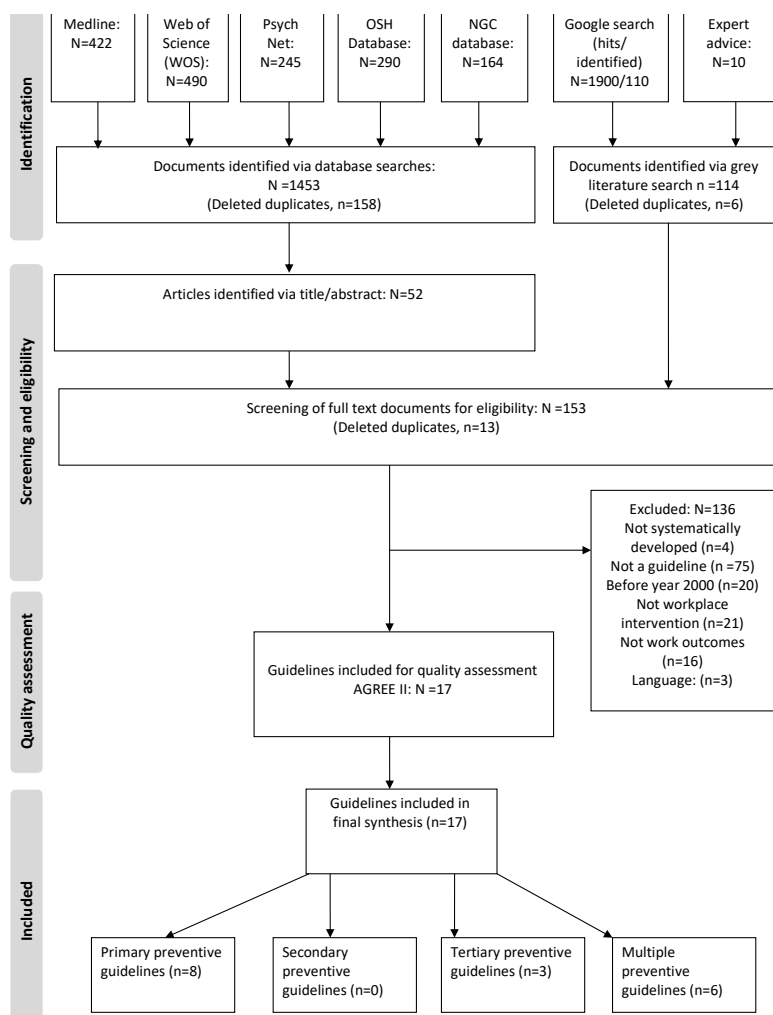 Medline:
N=422
Web of
Science
(WOS):
N=490
Psych
Net:
N=245
OSH
Database:
N=290
NGC
database:
N=164
Google search
(hits/
identified)
N=1900/110
Expert
advice:
N=10
Identification
Documents identified via database searches:
N =1453
(Deleted duplicates, n=158)
Documents identified via grey
literature search n =114
(Deleted duplicates, n=6)
Screening and eligibility
Articles identified via title/abstract: N=52
Screening of full text documents for eligibility: N =153
(Deleted duplicates, n=13)
Excluded: N=136
Not systematically
developed (n=4)
Not a guideline (n =75)
Before year 2000 (n=20)
Not workplace
intervention (n=21)
Not work outcomes
(n=16)
Language: (n=3)
Quality assessment
Guidelines included for quality assessment
AGREE II: N =17
Included
Guidelines included in
final synthesis (n=17)
Primary preventive
guidelines (n=8)
Secondary
preventive
guidelines (n=0)
Tertiary preventive
guidelines (n=3)
Multiple
preventive
guidelines (n=6)